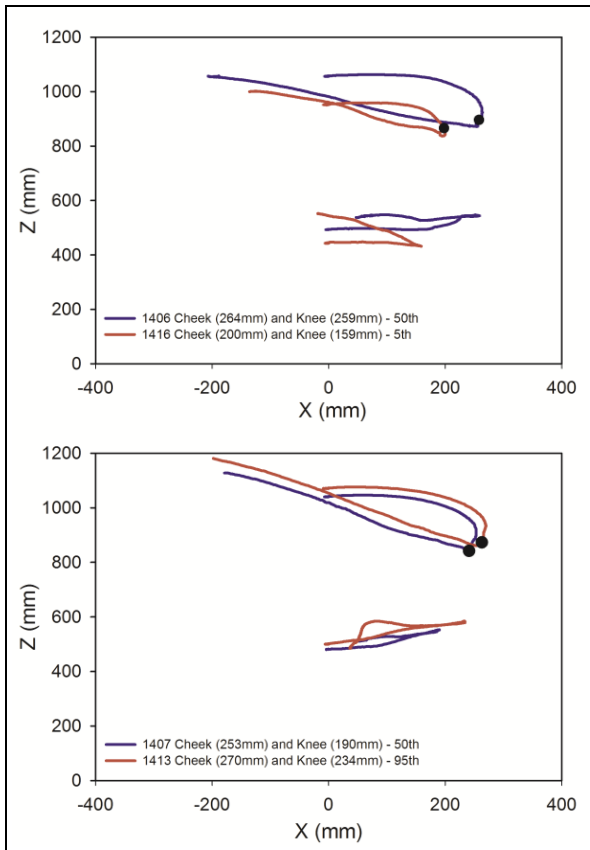 1200
1000
800
600
400
200
0
Z (mm)
1406 Cheek (264mm) and Knee (259mm) - 50th
1416 Cheek (200mm) and Knee (159mm) - 5th
-400 -200 0 200 400
X (mm)
1200
1000
800
600
400
200
0
Z (mm)
1407 Cheek (253mm) and Knee (190mm) - 50th
1413 Cheek (270mm) and Knee (234mm) - 95th
-400 -200 0 200 400
X (mm)